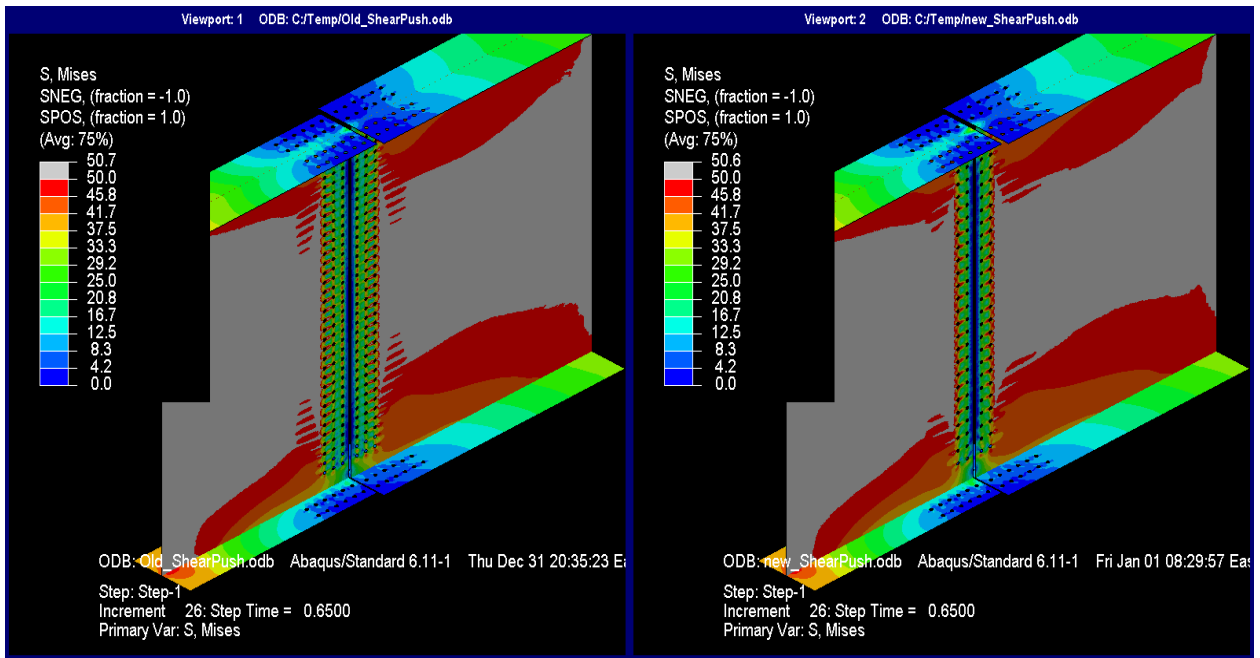 Viewport: 1 ODB: C:/Temp/Old_ShearPush.odb
S, Mises
SNEG, (fraction = -1.0)
SPOS, (fraction = 1.0)
(Avg: 75%)
50.7
50.0
45.8
41.7
37.5
33.3
29.2
25.0
20.8
16.7
12.5
8.3
4.2
0.0
ODB: Old_ShearPush.odb Abaqus/Standard 6.11-1 Thu Dec 31 20:35:23 Ea
Step: Step-1
Increment 26: Step Time = 0.6500
Primary Var: S, Mises
Viewport: 2 ODB: C:/Temp/new_ShearPush.odb
S, Mises
SNEG, (fraction = -1.0)
SPOS, (fraction = 1.0)
(Avg: 75%)
50.6
50.0
45.8
41.7
37.5
33.3
29.2
25.0
20.8
16.7
12.5
8.3
4.2
0.0
ODB: new_ShearPush.odb Abaqus/Standard 6.11-1 Fri Jan 01 08:29:57 Eas
Step: Step-1
Increment 26: Step Time = 0.6500
Primary Var: S, Mises